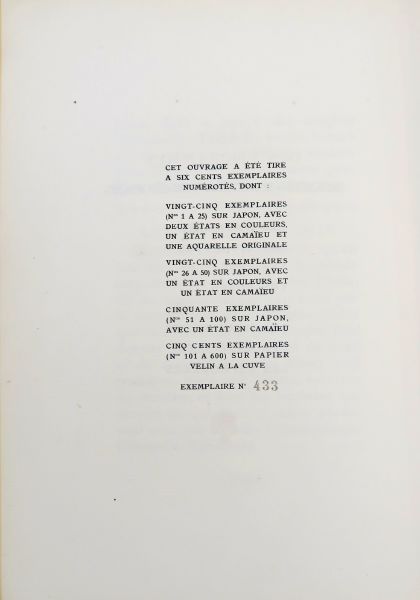 CET OUVRAGE A ÉTÉ TIRE
A SIX CENTS EXEMPLAIRES
NUMÉROTÉS, DONT :
VINGT-CINQ EXEMPLAIRES
(Nos 1 A 25) SUR JAPON, AVEC
DEUX ÉTATS EN COULEURS,
UN ÉTAT EN CAMAÏEU ET
UNE AQUARELLE ORIGINALE
VINGT-CINQ EXEMPLAIRES
(Nos 26 A 50) SUR JAPON, AVEC
UN ÉTAT EN COULEURS ET
UN ÉTAT EN CAMAÏEU
CINQUANTE EXEMPLAIRES
(Nos 51 A 100) SUR JAPON,
AVEC UN ÉTAT EN CAMAÏEU
CINQ CENTS EXEMPLAIRES
(Nos 101 A 600) SUR PAPIER
VELIN A LA CUVE
EXEMPLAIRE N° 433